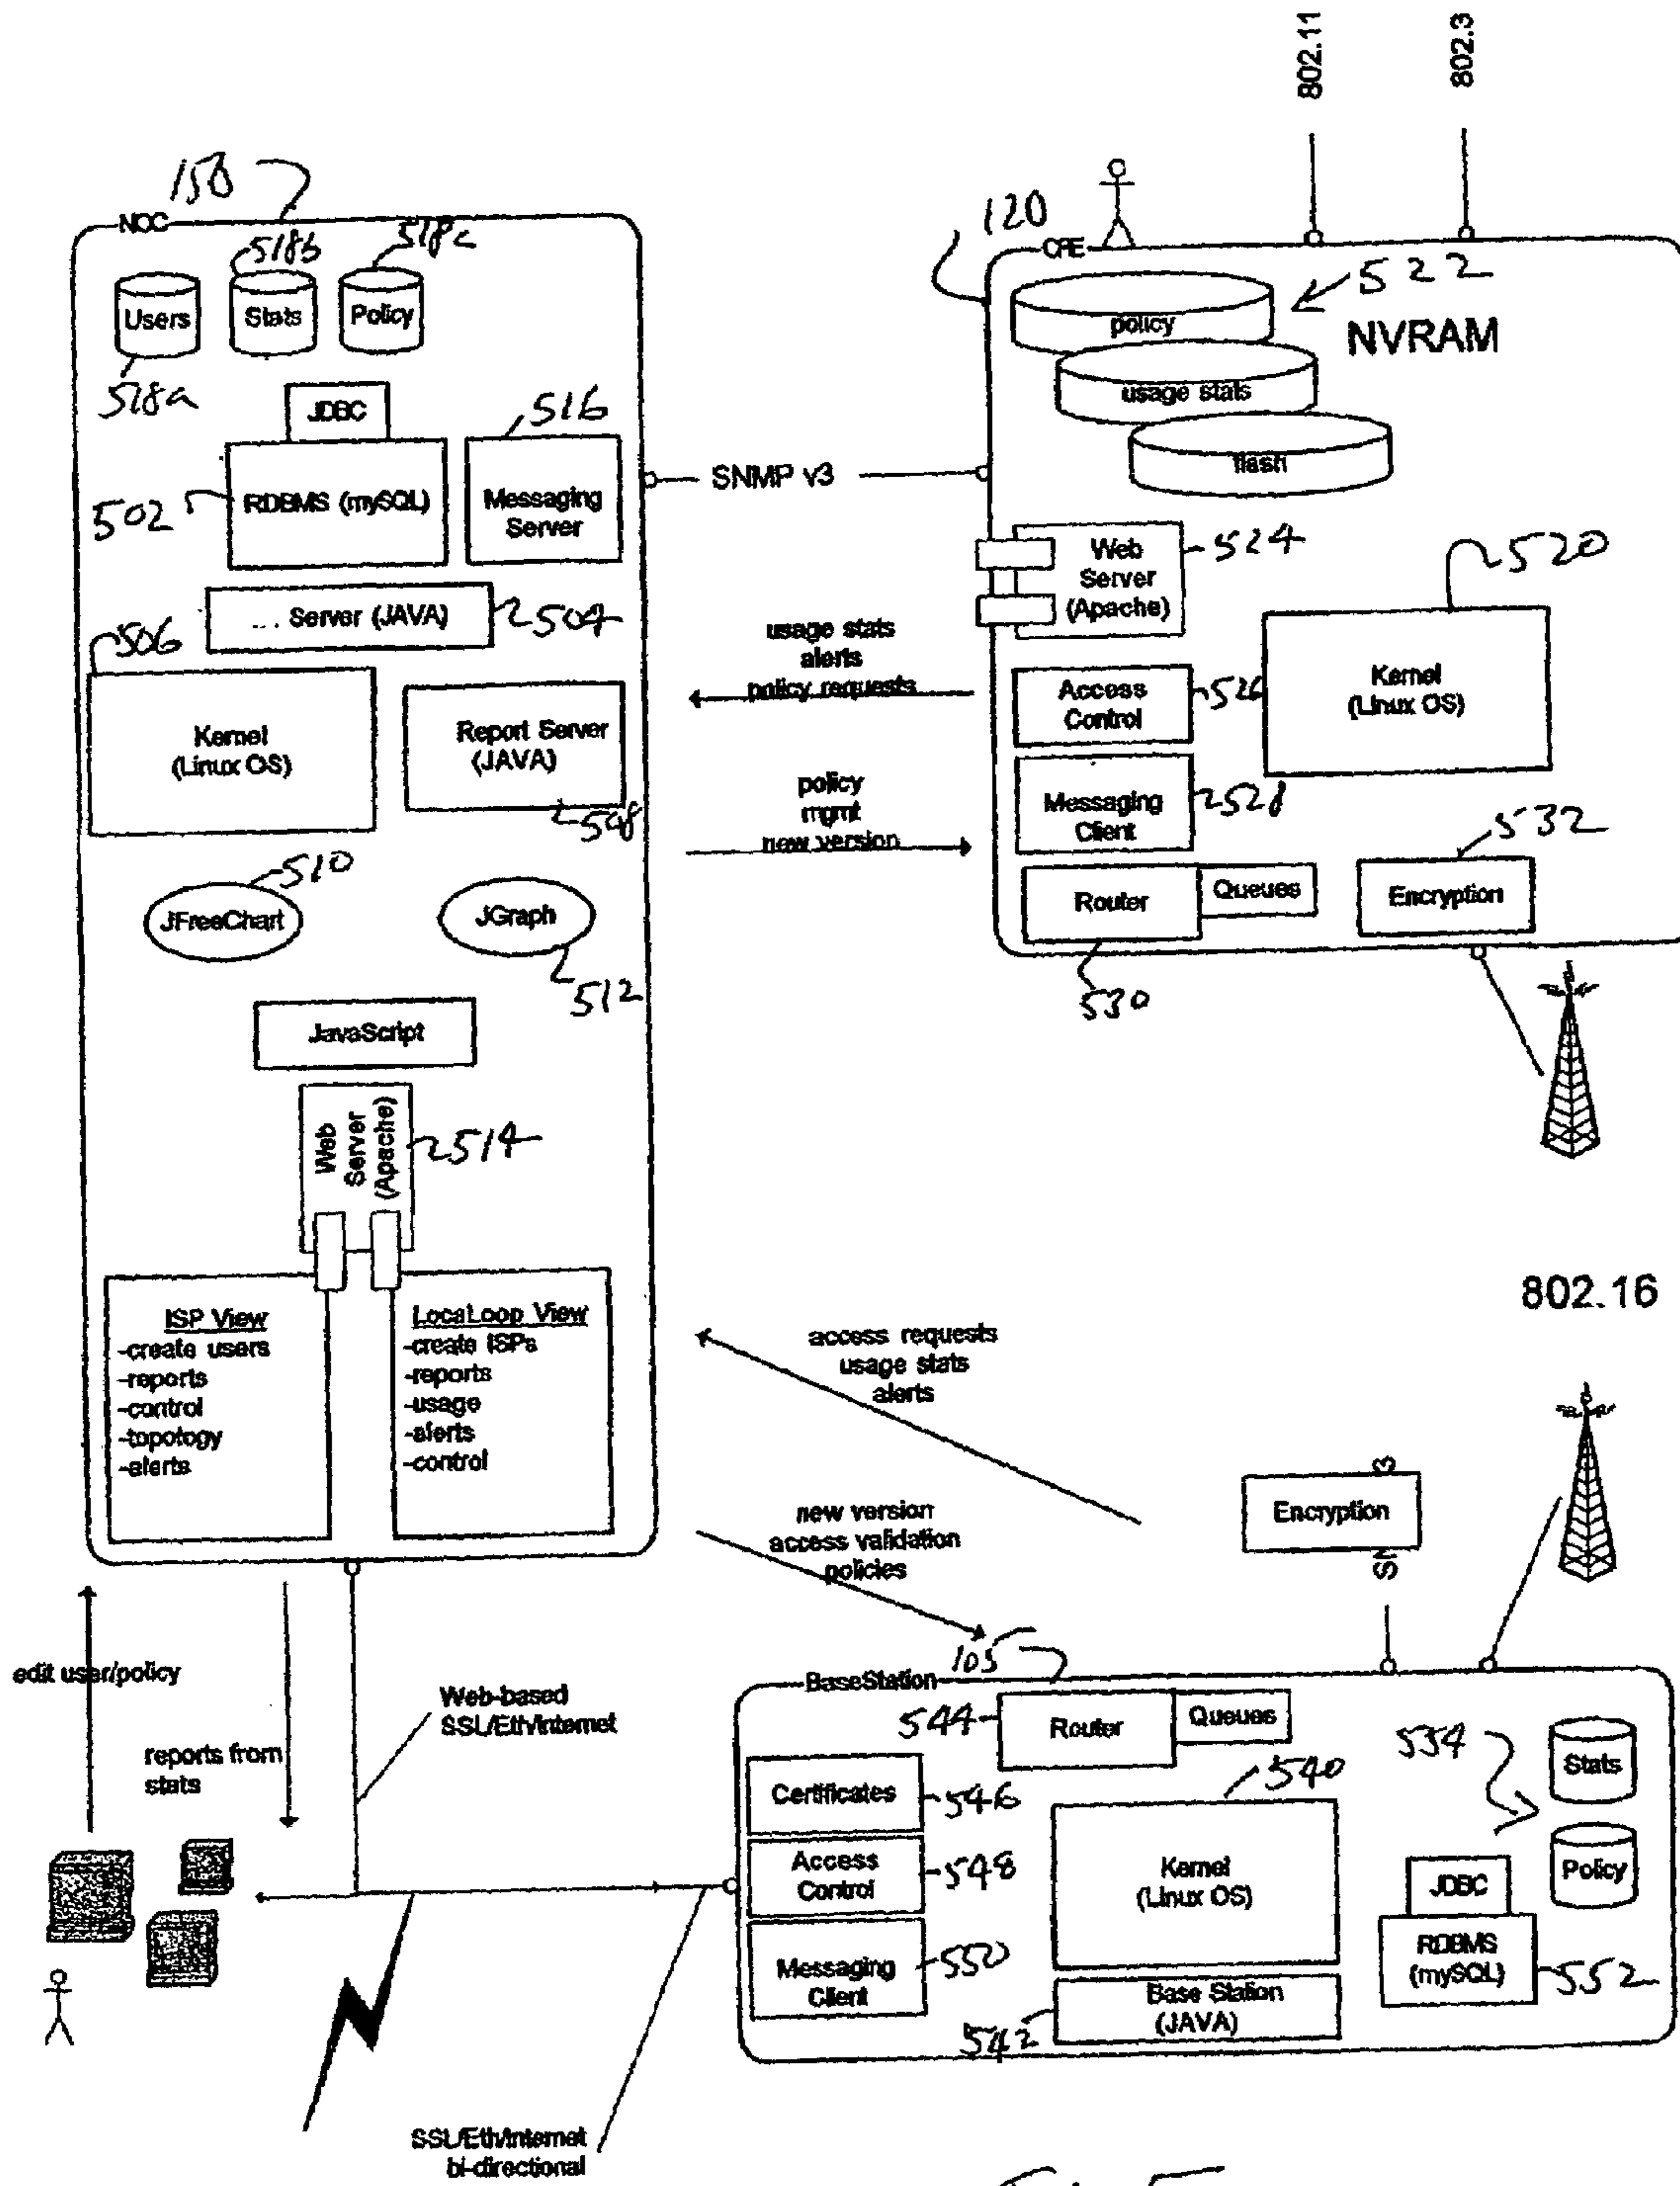 802.11
802.3
150
NOC
518b
518c
Users
Stats
Policy
518a
JDBC
516
502
RDBMS (mySQL)
Messaging
Server
... Server (JAVA)
504
506
Kernel
(Linux OS)
Report Server
(JAVA)
508
510
JFreeChart
JGraph
512
JavaScript
Web
Server
(Apache)
514
ISP View
-create users
-reports
-control
-topology
-alerts
LocaLoop View
-create ISPs
-reports
-usage
-alerts
-control
SNMP v3
usage stats
alerts
policy requests
policy
mgmt
new version
120
CPE
522
policy
NVRAM
usage stats
flash
Web
Server
(Apache)
524
520
Access
Control
526
Kernel
(Linux OS)
Messaging
Client
528
532
Router
Queues
Encryption
530
802.16
access requests
usage stats
alerts
Encryption
new version
access validation
policies
edit user/policy
reports from
stats
Web-based
SSL/Eth/Internet
105
BaseStation
544
Router
Queues
534
Stats
Certificates
546
540
Access
Control
548
Kernel
(Linux OS)
Policy
JDBC
Messaging
Client
550
RDBMS
(mySQL)
552
Base Station
(JAVA)
542
SSL/Eth/Internet
bi-directional